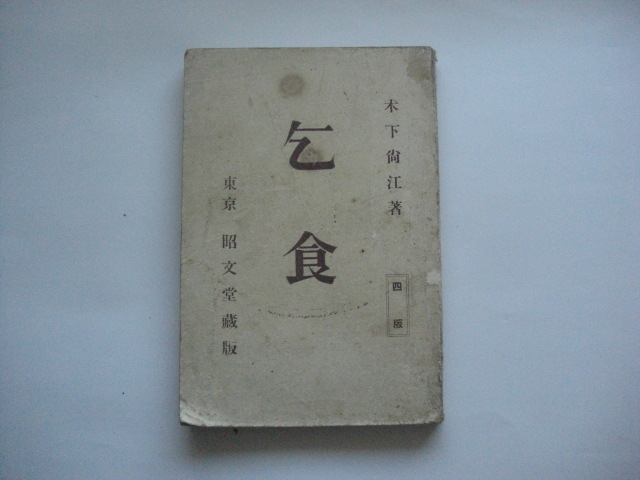 木下尚江著
四版
乞食
東京 昭文堂藏版